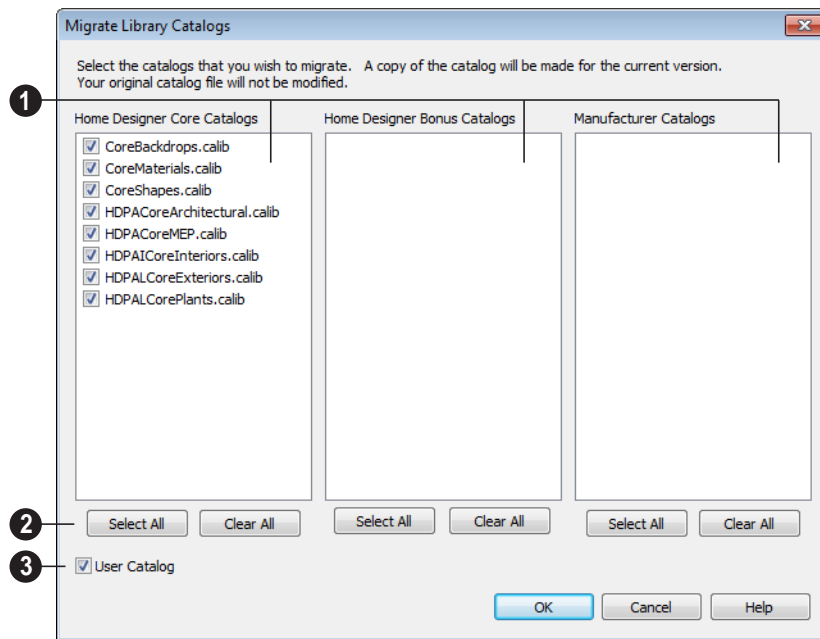 Migrate Library Catalogs
Select the catalogs that you wish to migrate. A copy of the catalog will be made for the current version.
Your original catalog file will not be modified.
1
Home Designer Core Catalogs
Home Designer Bonus Catalogs
Manufacturer Catalogs
CoreBackdrops.calib
CoreMaterials.calib
CoreShapes.calib
HDPACoreArchitectural.calib
HDPACoreMEP.calib
HDPAICoreInteriors.calib
HDPALCoreExteriors.calib
HDPALCorePlants.calib
2
Select All
Clear All
Select All
Clear All
Select All
Clear All
3
User Catalog
OK
Cancel
Help